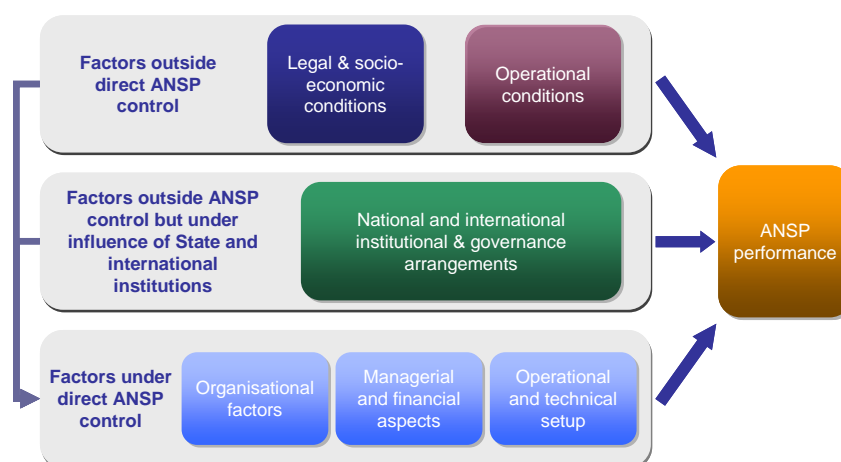 Factors outside
direct ANSP
control
Legal & socio-
economic
conditions
Operational
conditions
Factors outside ANSP
control but under
influence of State and
international
institutions
National and international
institutional & governance
arrangements
ANSP
performance
Factors under
direct ANSP
control
Organisational
factors
Managerial
and financial
aspects
Operational
and technical
setup